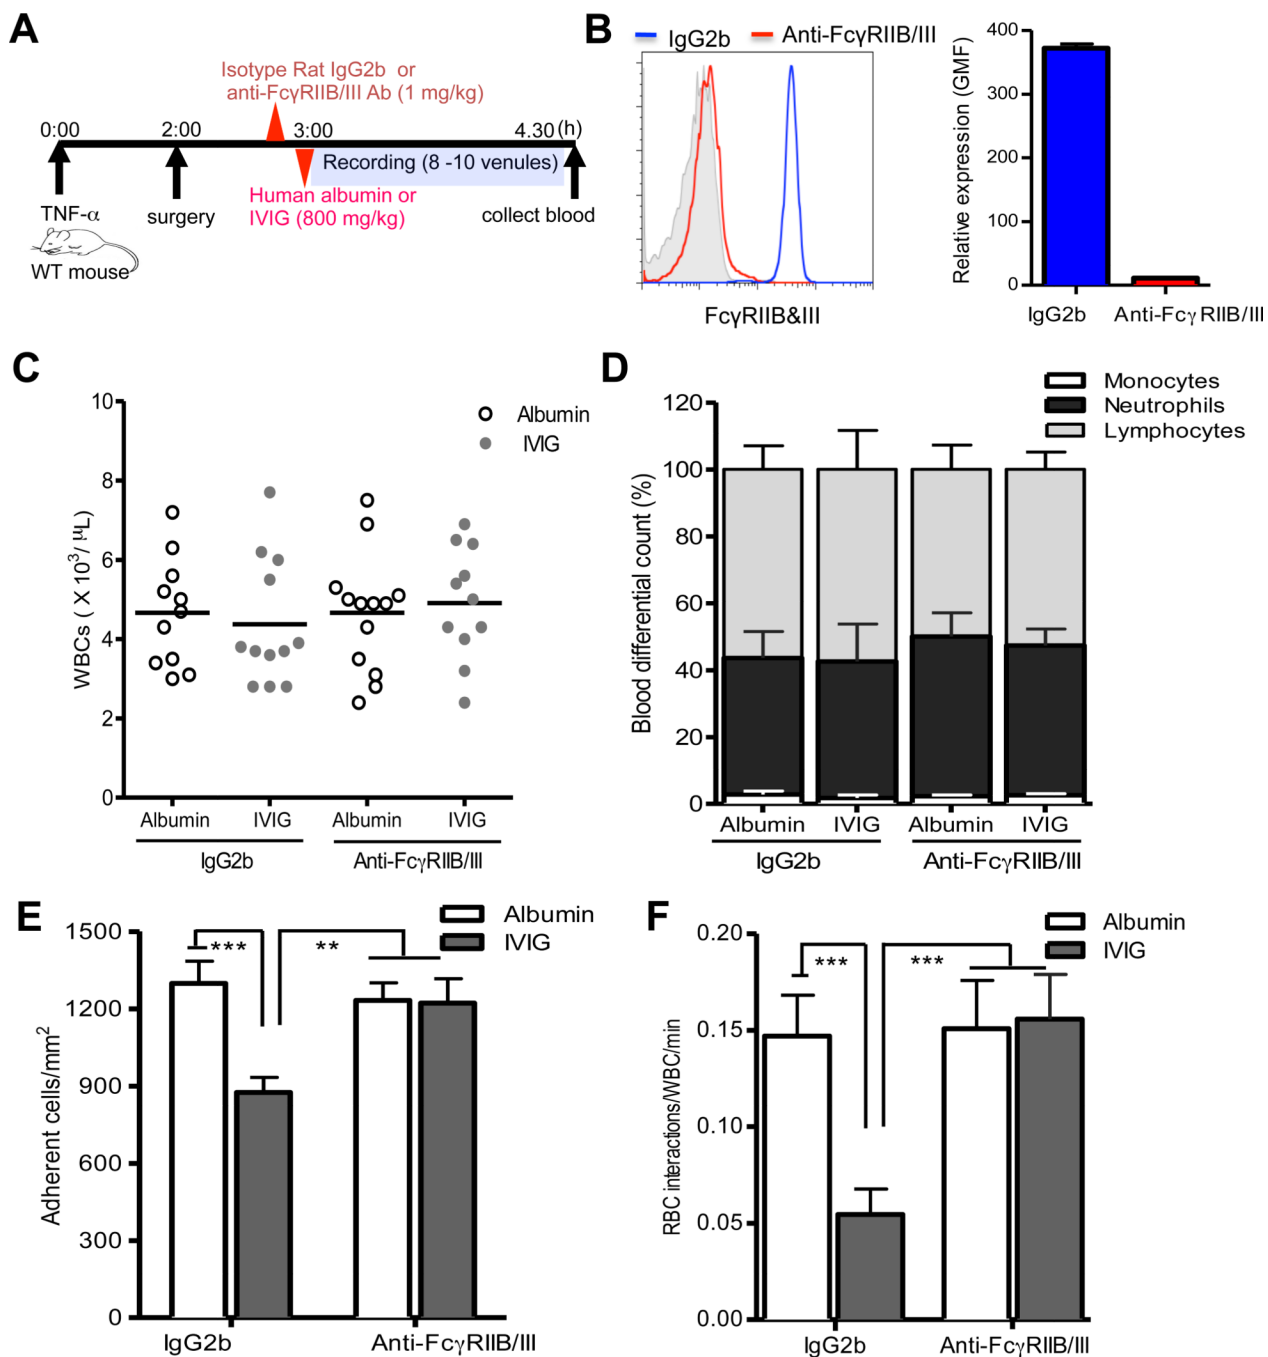 A
Isotype Rat IgG2b or
anti-FcγRIIB/III Ab (1 mg/kg)
0:00 2:00 3:00 4.30 (h)
Recording (8 -10 venules)
Human albumin or
IVIG (800 mg/kg)
TNF-α
surgery
collect blood
WT mouse
B
IgG2b Anti-FcγRIIB/III
FcγRIIB&III
Relative expression (GMF)
400
300
200
100
0
IgG2b Anti-FcγRIIB/III
C
Albumin
IVIG
WBCs ( X 10³/ μL)
10
8
6
4
2
0
Albumin IVIG Albumin IVIG
IgG2b Anti-FcγRIIB/III
D
Monocytes
Neutrophils
Lymphocytes
Blood differential count (%)
120
100
80
60
40
20
0
Albumin IVIG Albumin IVIG
IgG2b Anti-FcγRIIB/III
E
Albumin
IVIG
Adherent cells/mm²
1500
1200
900
600
300
0
*** **
IgG2b Anti-FcγRIIB/III
F
Albumin
IVIG
RBC interactions/WBC/min
0.20
0.15
0.10
0.05
0.00
*** ***
IgG2b Anti-FcγRIIB/III